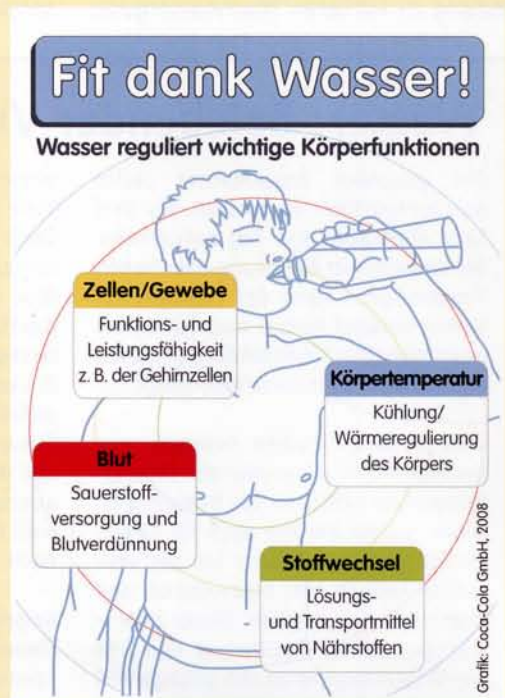 Fit dank Wasser!
Wasser reguliert wichtige Körperfunktionen
Zellen/Gewebe
Funktions- und
Leistungsfähigkeit
z. B. der Gehirnzellen
Körpertemperatur
Kühlung/
Wärmeregulierung
des Körpers
Blut
Sauerstoff-
versorgung und
Blutverdünnung
Stoffwechsel
Lösungs-
und Transportmittel
von Nährstoffen
Grafik: Coca-Cola GmbH, 2008